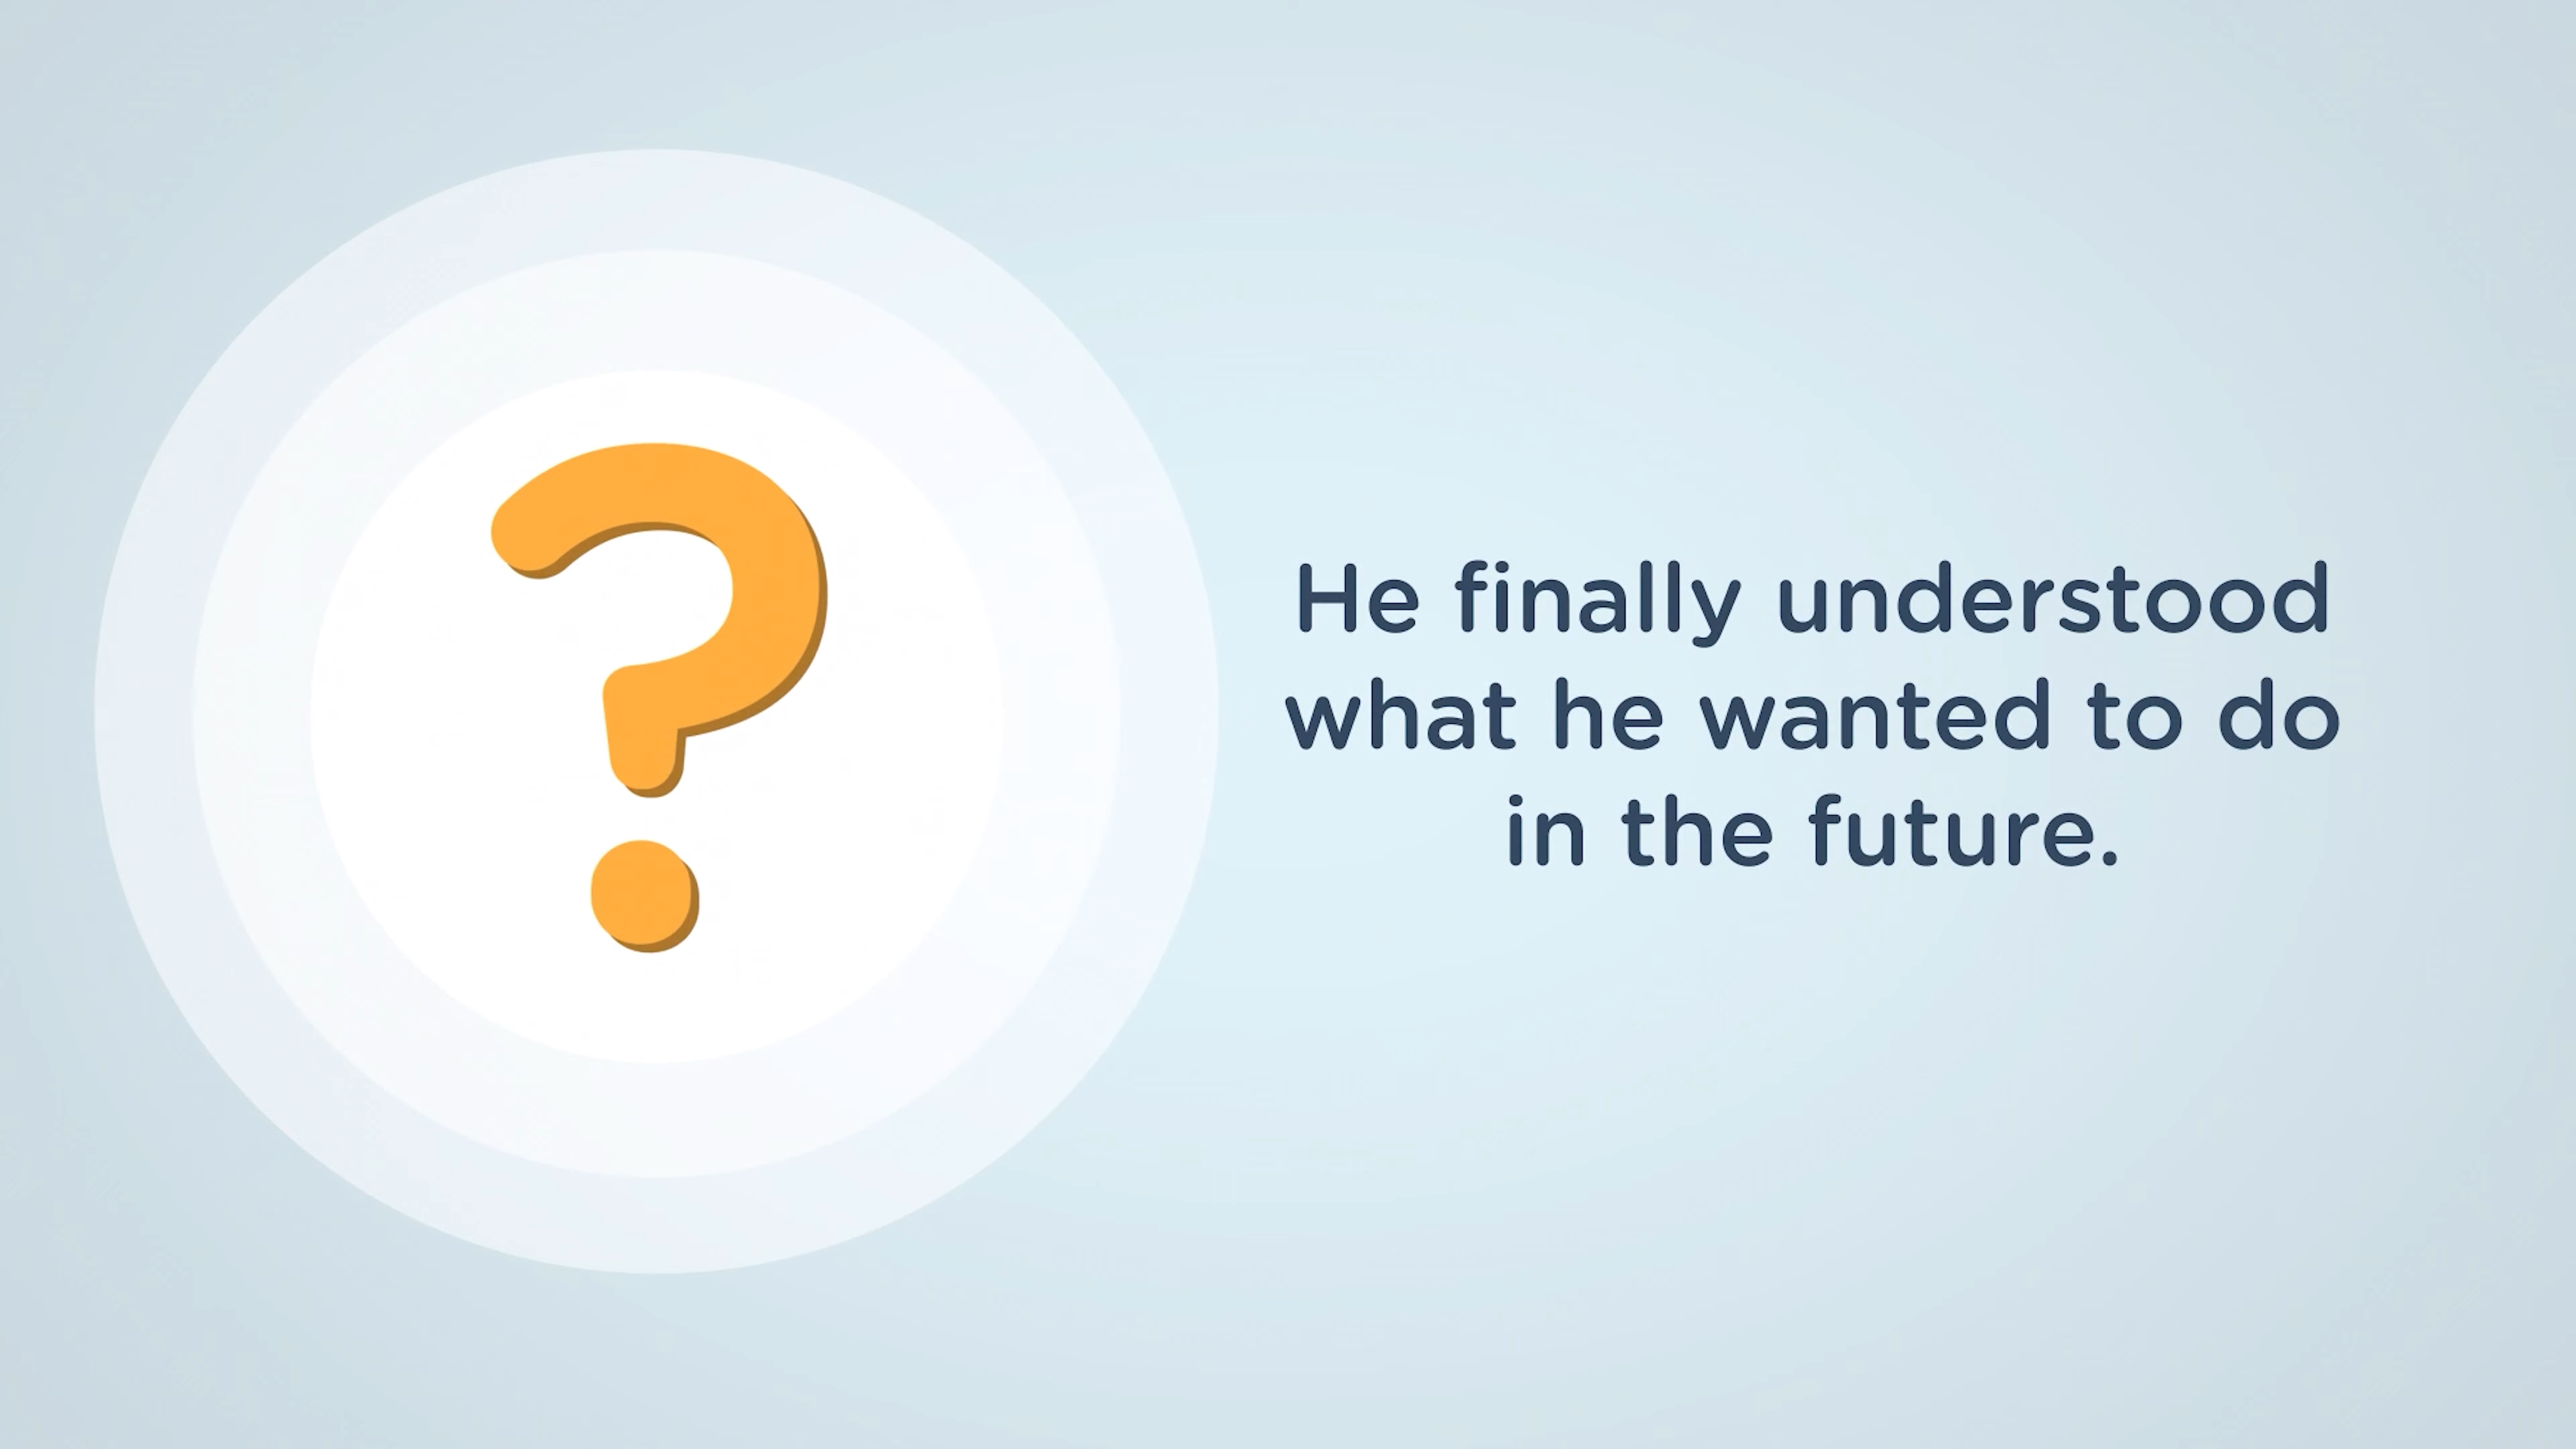 He finally understood
what he wanted to do
in the future.